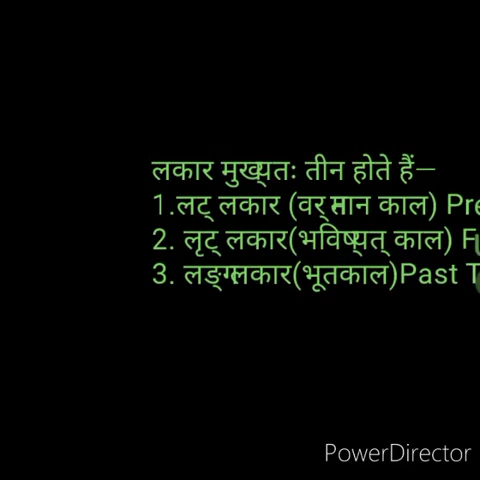 लकार मुख्यतः तीन होते हैं—
1.लट् लकार (वर्तमान काल) Pre
2. लृट् लकार(भविष्यत् काल) F
3. लङ्ग्लकार(भूतकाल)Past T
PowerDirector